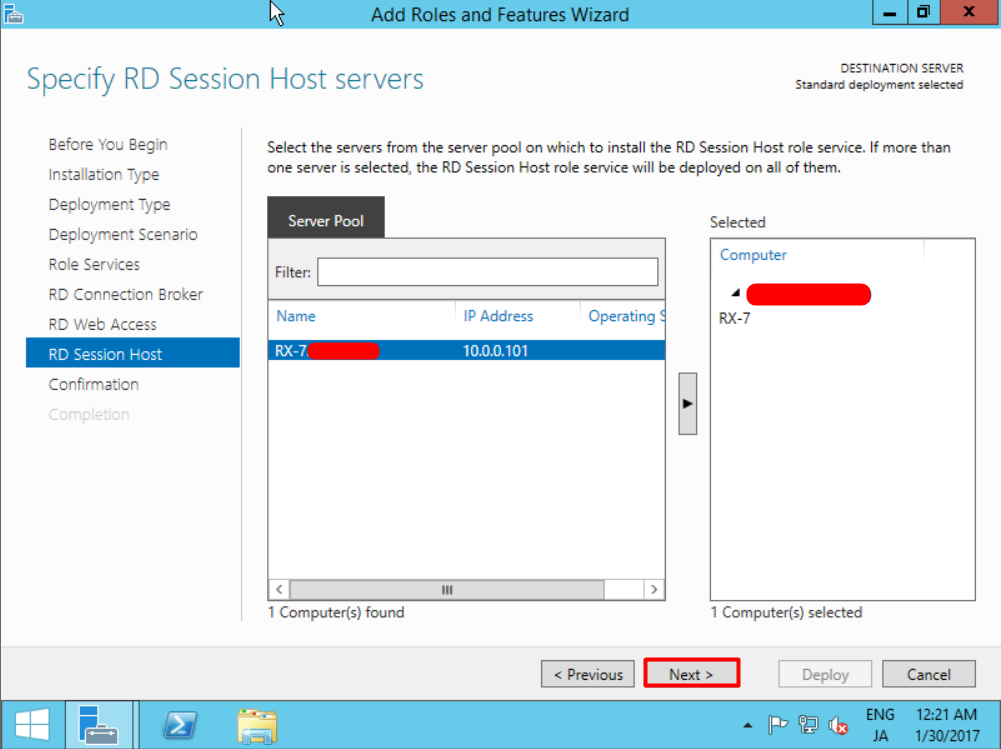 Add Roles and Features Wizard
Specify RD Session Host servers
DESTINATION SERVER
Standard deployment selected
Before You Begin
Installation Type
Deployment Type
Deployment Scenario
Role Services
RD Connection Broker
RD Web Access
RD Session Host
Confirmation
Completion
Select the servers from the server pool on which to install the RD Session Host role service. If more than
one server is selected, the RD Session Host role service will be deployed on all of them.
Server Pool
Filter:
Name IP Address Operating S
RX-7. 10.0.0.101
1 Computer(s) found
Selected
Computer
RX-7
1 Computer(s) selected
< Previous Next > Deploy Cancel
ENG 12:21 AM
JA 1/30/2017